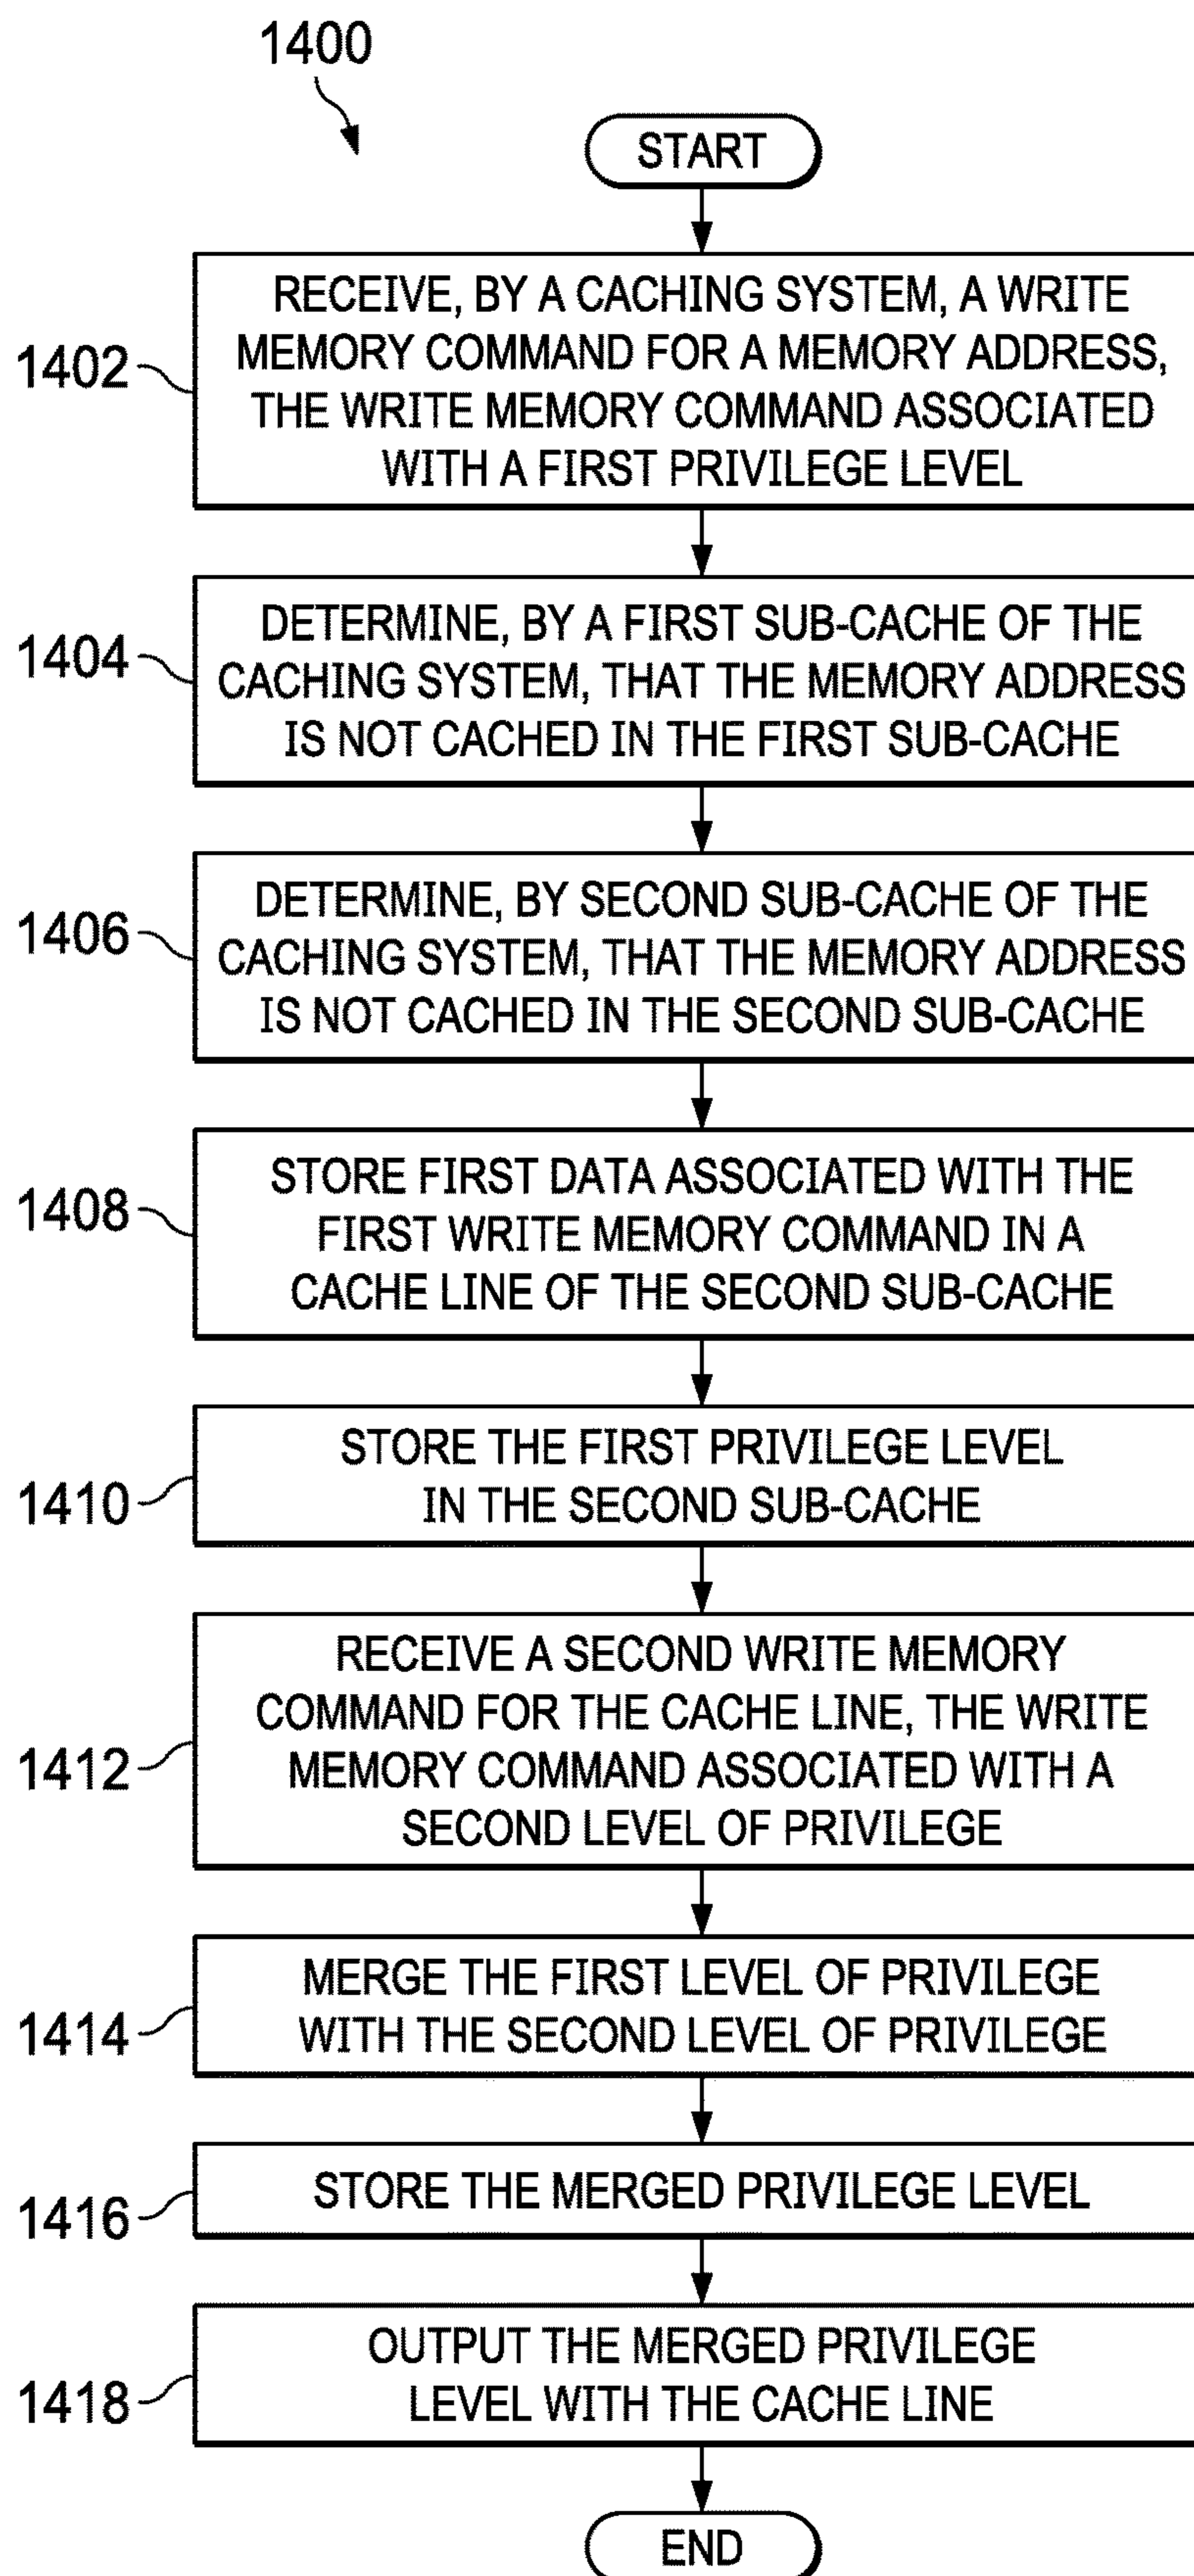 1400
START
1402
RECEIVE, BY A CACHING SYSTEM, A WRITE
MEMORY COMMAND FOR A MEMORY ADDRESS,
THE WRITE MEMORY COMMAND ASSOCIATED
WITH A FIRST PRIVILEGE LEVEL
1404
DETERMINE, BY A FIRST SUB-CACHE OF THE
CACHING SYSTEM, THAT THE MEMORY ADDRESS
IS NOT CACHED IN THE FIRST SUB-CACHE
1406
DETERMINE, BY SECOND SUB-CACHE OF THE
CACHING SYSTEM, THAT THE MEMORY ADDRESS
IS NOT CACHED IN THE SECOND SUB-CACHE
1408
STORE FIRST DATA ASSOCIATED WITH THE
FIRST WRITE MEMORY COMMAND IN A
CACHE LINE OF THE SECOND SUB-CACHE
1410
STORE THE FIRST PRIVILEGE LEVEL
IN THE SECOND SUB-CACHE
1412
RECEIVE A SECOND WRITE MEMORY
COMMAND FOR THE CACHE LINE, THE WRITE
MEMORY COMMAND ASSOCIATED WITH A
SECOND LEVEL OF PRIVILEGE
1414
MERGE THE FIRST LEVEL OF PRIVILEGE
WITH THE SECOND LEVEL OF PRIVILEGE
1416
STORE THE MERGED PRIVILEGE LEVEL
1418
OUTPUT THE MERGED PRIVILEGE
LEVEL WITH THE CACHE LINE
END